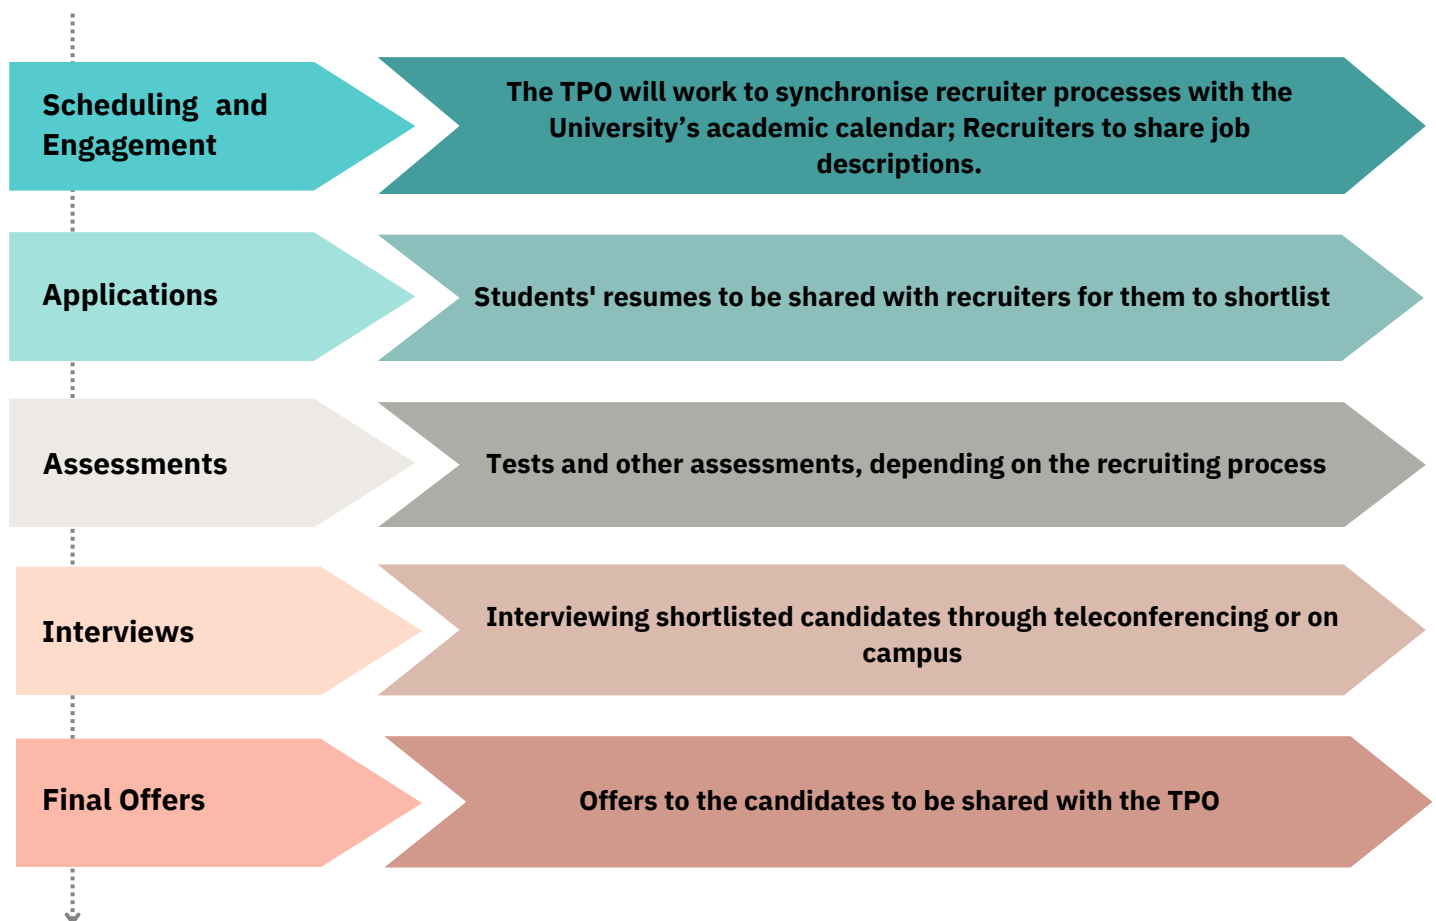 Scheduling and
Engagement
The TPO will work to synchronise recruiter processes with the
University’s academic calendar; Recruiters to share job
descriptions.
Applications
Students' resumes to be shared with recruiters for them to shortlist
Assessments
Tests and other assessments, depending on the recruiting process
Interviews
Interviewing shortlisted candidates through teleconferencing or on
campus
Final Offers
Offers to the candidates to be shared with the TPO